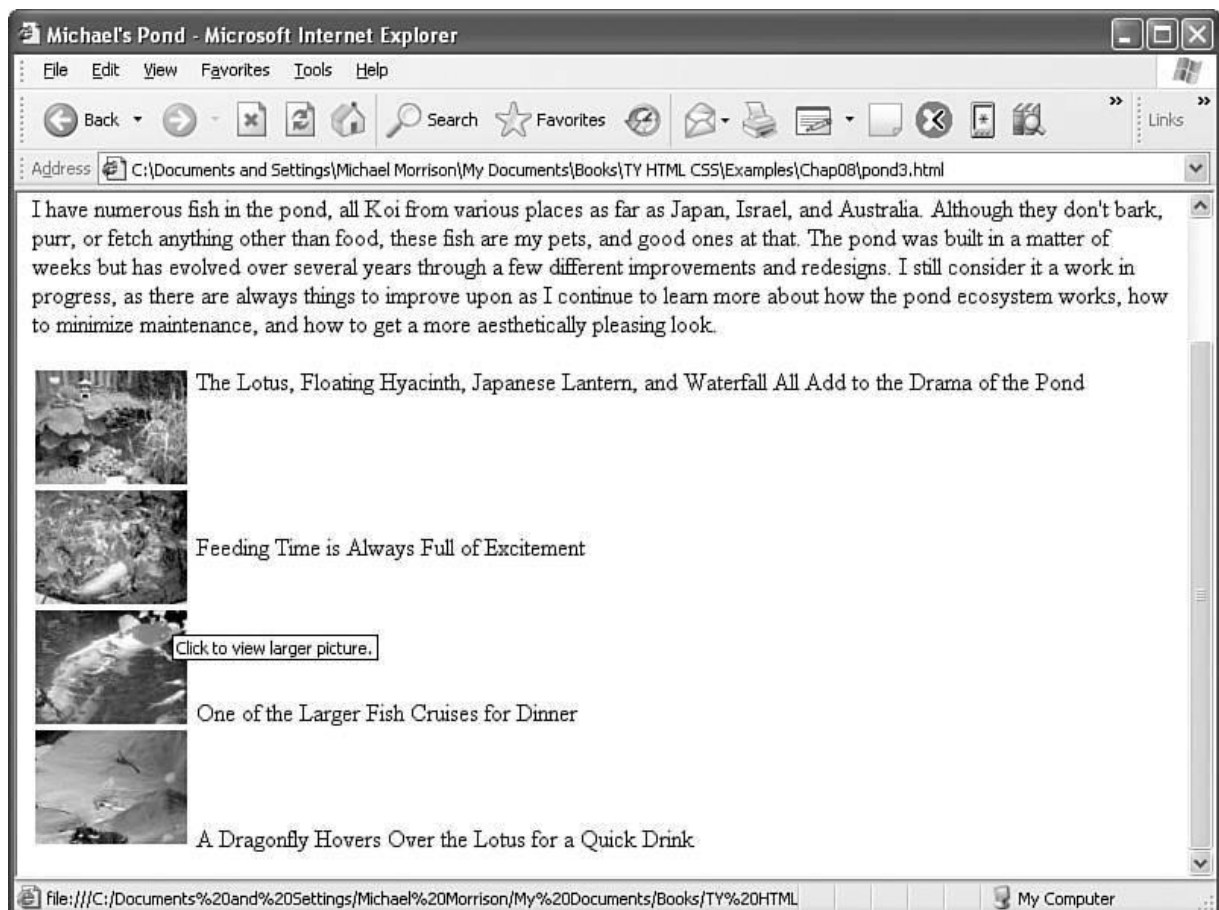 Michael's Pond - Microsoft Internet Explorer
File Edit View Favorites Tools Help
Back Search Favorites Links
Address C:\Documents and Settings\Michael Morrison\My Documents\Books\TY HTML CSS\Examples\Chap08\pond3.html
I have numerous fish in the pond, all Koi from various places as far as Japan, Israel, and Australia. Although they don't bark,
purr, or fetch anything other than food, these fish are my pets, and good ones at that. The pond was built in a matter of
weeks but has evolved over several years through a few different improvements and redesigns. I still consider it a work in
progress, as there are always things to improve upon as I continue to learn more about how the pond ecosystem works, how
to minimize maintenance, and how to get a more aesthetically pleasing look.
The Lotus, Floating Hyacinth, Japanese Lantern, and Waterfall All Add to the Drama of the Pond
Feeding Time is Always Full of Excitement
Click to view larger picture.
One of the Larger Fish Cruises for Dinner
A Dragonfly Hovers Over the Lotus for a Quick Drink
file:///C:/Documents%20and%20Settings/Michael%20Morrison/My%20Documents/Books/TY%20HTML My Computer